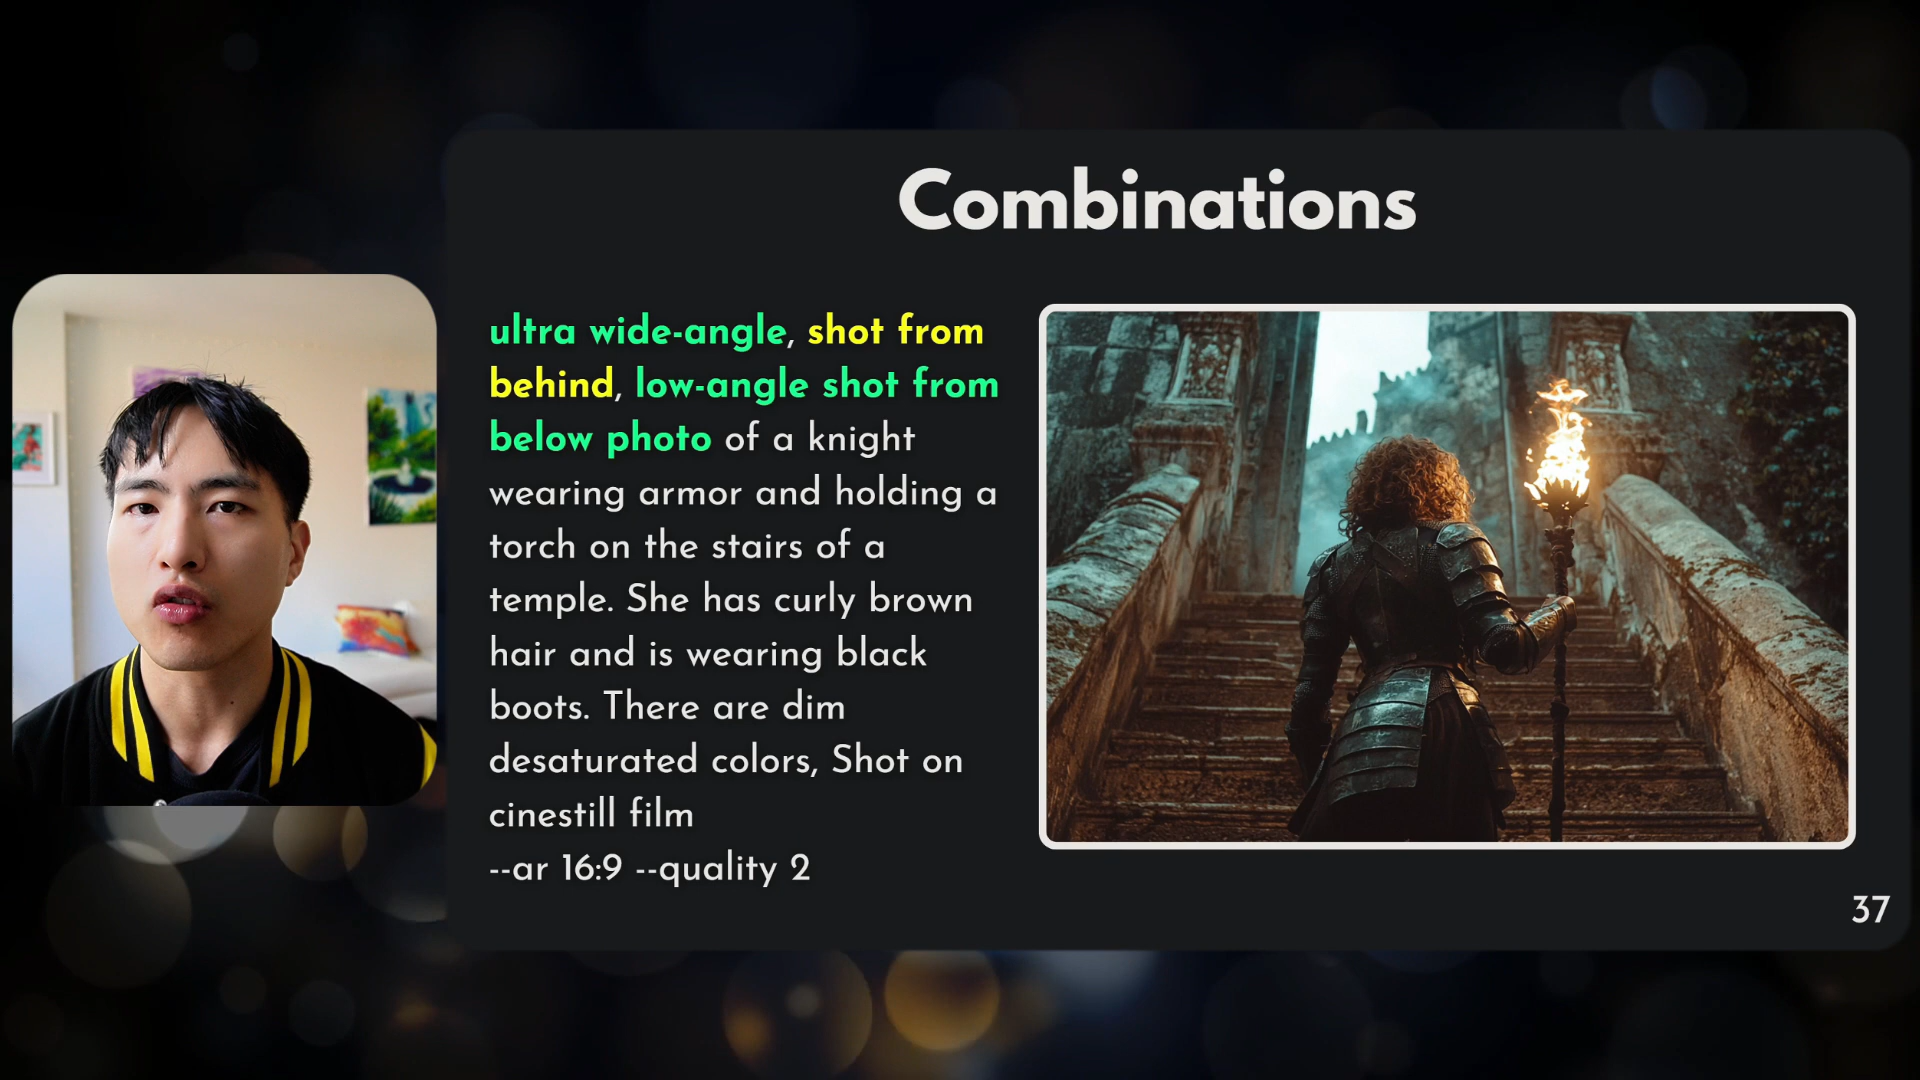 Combinations
ultra wide-angle, shot from
behind, low-angle shot from
below photo of a knight
wearing armor and holding a
torch on the stairs of a
temple. She has curly brown
hair and is wearing black
boots. There are dim
desaturated colors, Shot on
cinestill film
--ar 16:9 --quality 2
37